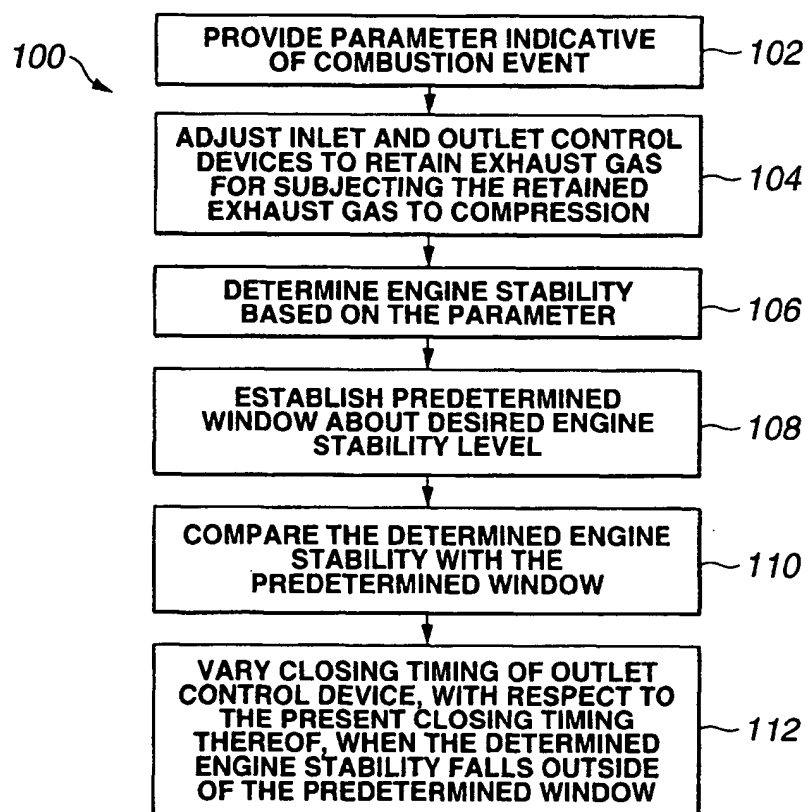 100
PROVIDE PARAMETER INDICATIVE
OF COMBUSTION EVENT
102
ADJUST INLET AND OUTLET CONTROL
DEVICES TO RETAIN EXHAUST GAS
FOR SUBJECTING THE RETAINED
EXHAUST GAS TO COMPRESSION
104
DETERMINE ENGINE STABILITY
BASED ON THE PARAMETER
106
ESTABLISH PREDETERMINED
WINDOW ABOUT DESIRED ENGINE
STABILITY LEVEL
108
COMPARE THE DETERMINED ENGINE
STABILITY WITH THE
PREDETERMINED WINDOW
110
VARY CLOSING TIMING OF OUTLET
CONTROL DEVICE, WITH RESPECT TO
THE PRESENT CLOSING TIMING
THEREOF, WHEN THE DETERMINED
ENGINE STABILITY FALLS OUTSIDE
OF THE PREDETERMINED WINDOW
112